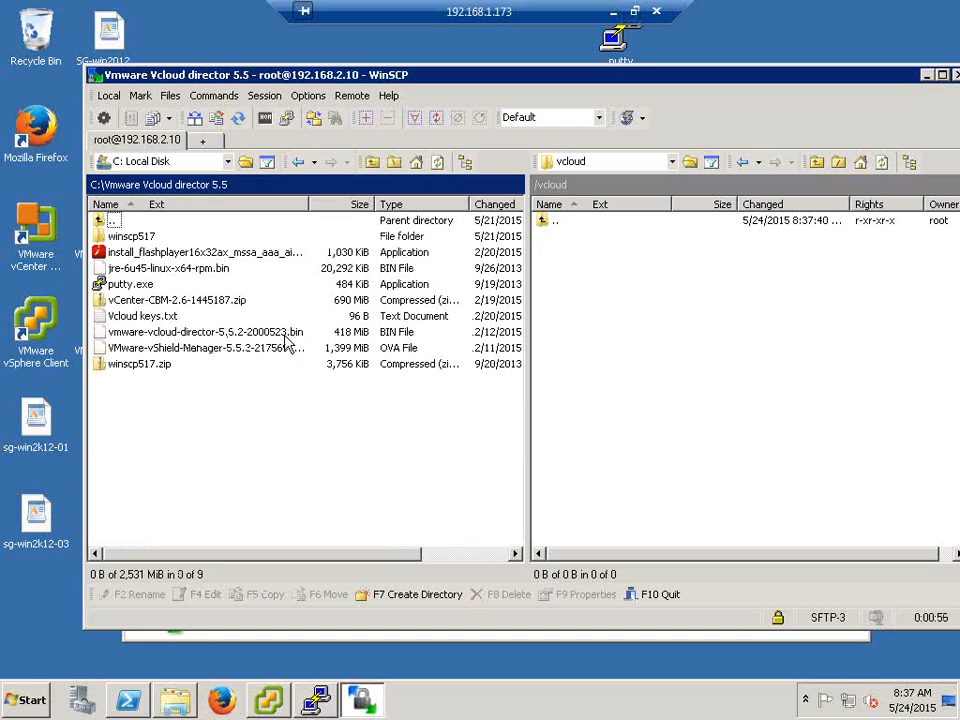 192.168.1.173
Recycle Bin
SG-win2012
putty
Mozilla Firefox
VMware
vCenter ...
VMware
vSphere Client
sg-win2k12-01
sg-win2k12-03
Vmware Vcloud director 5.5 - root@192.168.2.10 - WinSCP
Local Mark Files Commands Session Options Remote Help
Default
root@192.168.2.10
C: Local Disk
vcloud
C:\Vmware Vcloud director 5.5
/vcloud
Name Ext Size Type Changed
.. Parent directory 5/21/2015
winscp517 File folder 5/21/2015
install_flashplayer16x32ax_mssa_aaa_ai... 1,030 KiB Application 2/20/2015
jre-6u45-linux-x64-rpm.bin 20,292 KiB BIN File 9/26/2013
putty.exe 484 KiB Application 9/19/2013
vCenter-CBM-2.6-1445187.zip 690 MiB Compressed (zi... 2/19/2015
Vcloud keys.txt 96 B Text Document .2/20/2015
vmware-vcloud-director-5.5.2-2000523.bin 418 MiB BIN File .2/12/2015
VMware-vShield-Manager-5.5.3-21756 ... 1,399 MiB OVA File .2/11/2015
winscp517.zip 3,756 KiB Compressed (zi... 9/20/2013
Name Ext Size Changed Rights Owner
.. 5/24/2015 8:37:40 ... r-xr-xr-x root
0 B of 2,531 MiB in 0 of 9
0 B of 0 B in 0 of 0
F2 Rename F4 Edit F5 Copy F6 Move F7 Create Directory F8 Delete F9 Properties F10 Quit
SFTP-3 0:00:55
Start
8:37 AM
5/24/2015